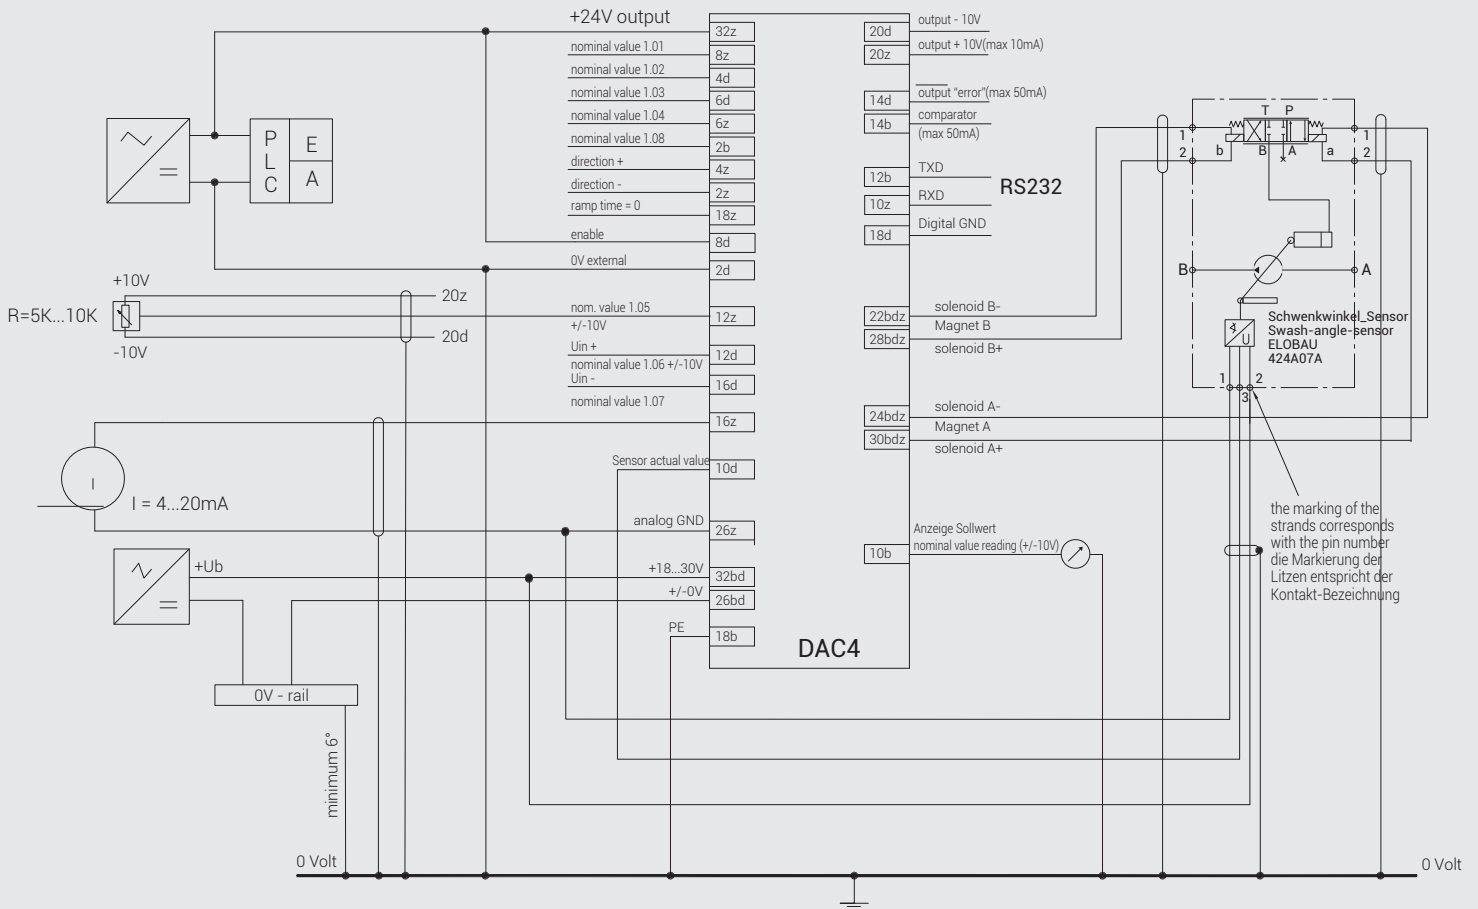 +24V output
32z
nominal value 1.01
8z
nominal value 1.02
4d
nominal value 1.03
6d
nominal value 1.04
6z
nominal value 1.08
2b
direction +
4z
direction -
2z
ramp time = 0
18z
enable
8d
0V external
2d
nom. value 1.05
12z
+/-10V
Uin +
12d
nominal value 1.06 +/-10V
Uin -
16d
nominal value 1.07
16z
Sensor actual value
10d
analog GND
26z
+18...30V
32bd
+/-0V
26bd
PE
18b
DAC4
P
L
C
E
A
+10V
20z
R=5K...10K
-10V
20d
I
I = 4...20mA
+Ub
0V - rail
minimum 6°
0 Volt
output - 10V
20d
output + 10V(max 10mA)
20z
output "error"(max 50mA)
14d
comparator
14b
(max 50mA)
TXD
12b
RS232
RXD
10z
Digital GND
18d
solenoid B-
22bdz
Magnet B
28bdz
solenoid B+
solenoid A-
24bdz
Magnet A
30bdz
solenoid A+
Anzeige Sollwert
nominal value reading (+/-10V)
10b
T P
1
1
2
b
B
A
a
2
B
A
Schwenkwinkel_Sensor
Swash-angle-sensor
ELOBAU
424A07A
U
1
2
3
the marking of the
strands corresponds
with the pin number
die Markierung der
Litzen entspricht der
Kontakt-Bezeichnung
0 Volt